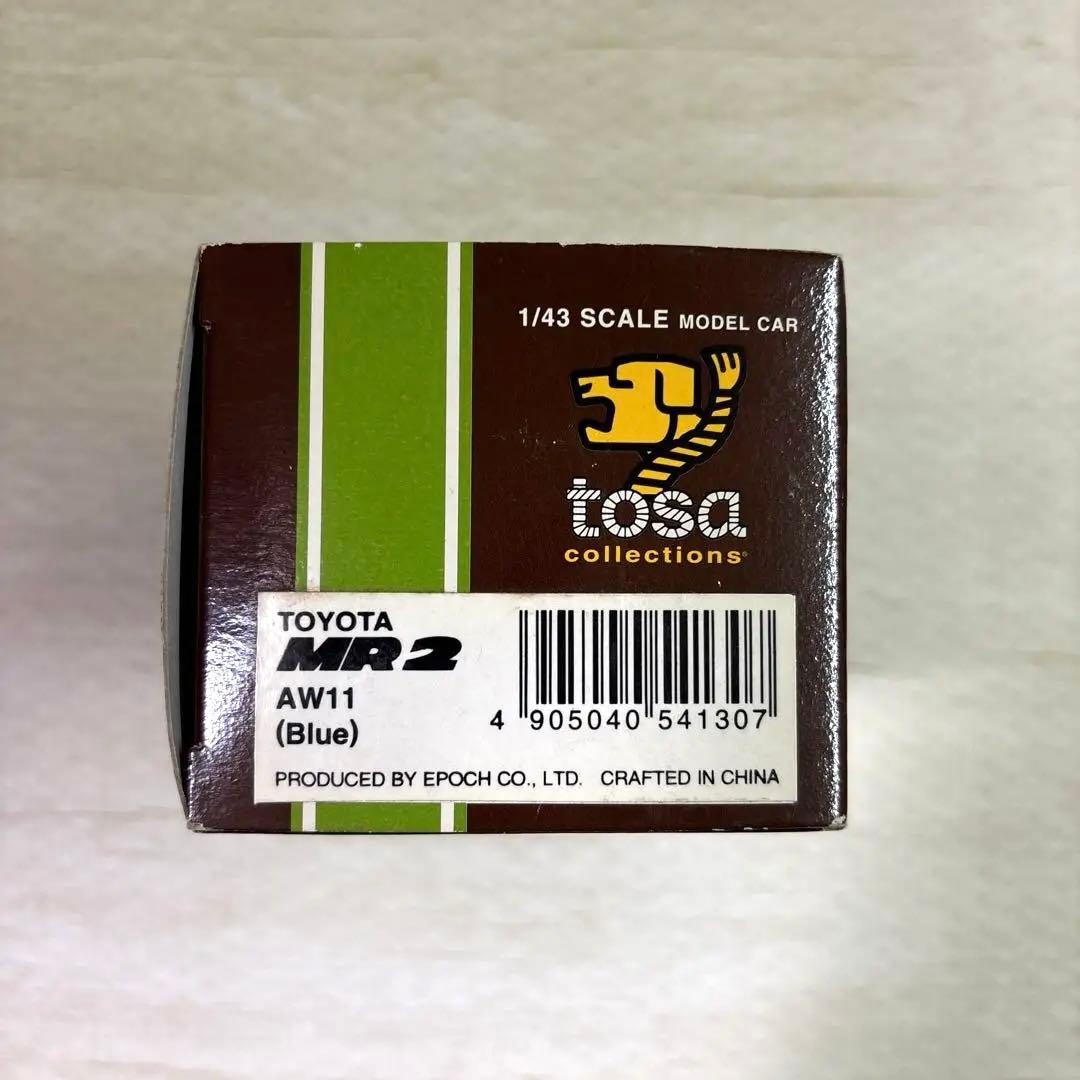 1/43 SCALE MODEL CAR
tosa
collections
TOYOTA
MR2
AW11
(Blue)
4 905040 541307
PRODUCED BY EPOCH CO., LTD. CRAFTED IN CHINA